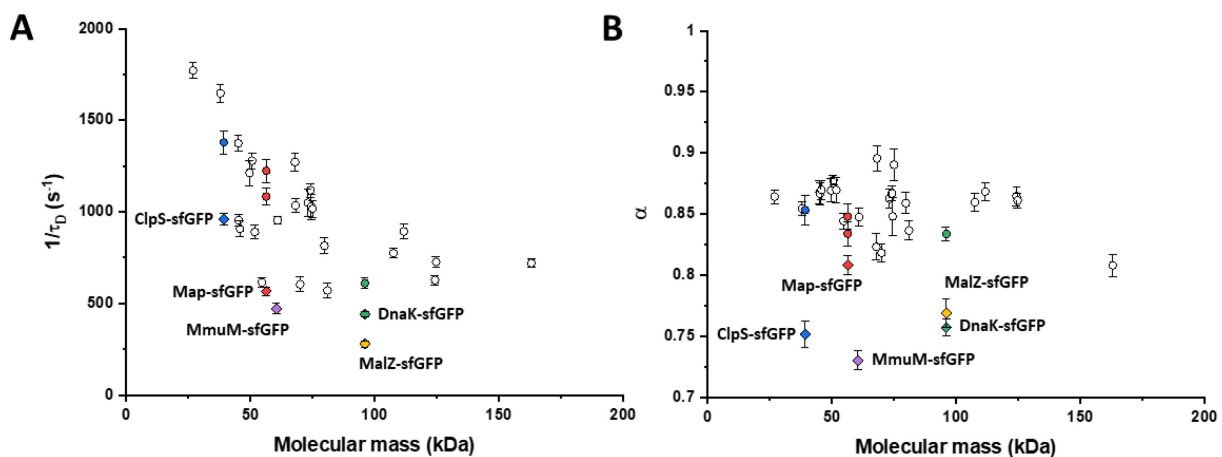 A
2000
1500
1000
500
0
0 50 100 150 200
1/τD (s-1)
Molecular mass (kDa)
ClpS-sfGFP
Map-sfGFP
MmuM-sfGFP
DnaK-sfGFP
MalZ-sfGFP
B
1
0.95
0.9
0.85
0.8
0.75
0.7
0 50 100 150 200
α
Molecular mass (kDa)
Map-sfGFP
MalZ-sfGFP
ClpS-sfGFP
DnaK-sfGFP
MmuM-sfGFP